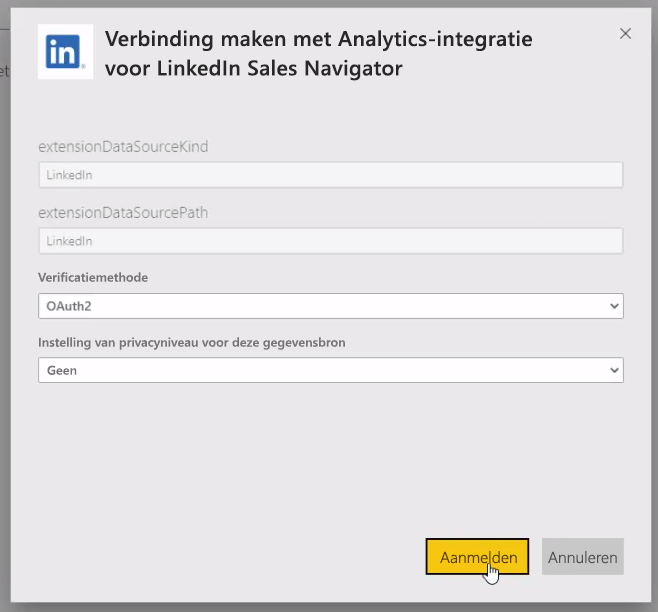 in
Verbinding maken met Analytics-integratie
voor LinkedIn Sales Navigator
extensionDataSourceKind
LinkedIn
extensionDataSourcePath
LinkedIn
Verificatiemethode
OAuth2
Instelling van privacyniveau voor deze gegevensbron
Geen
Aanmelden Annuleren